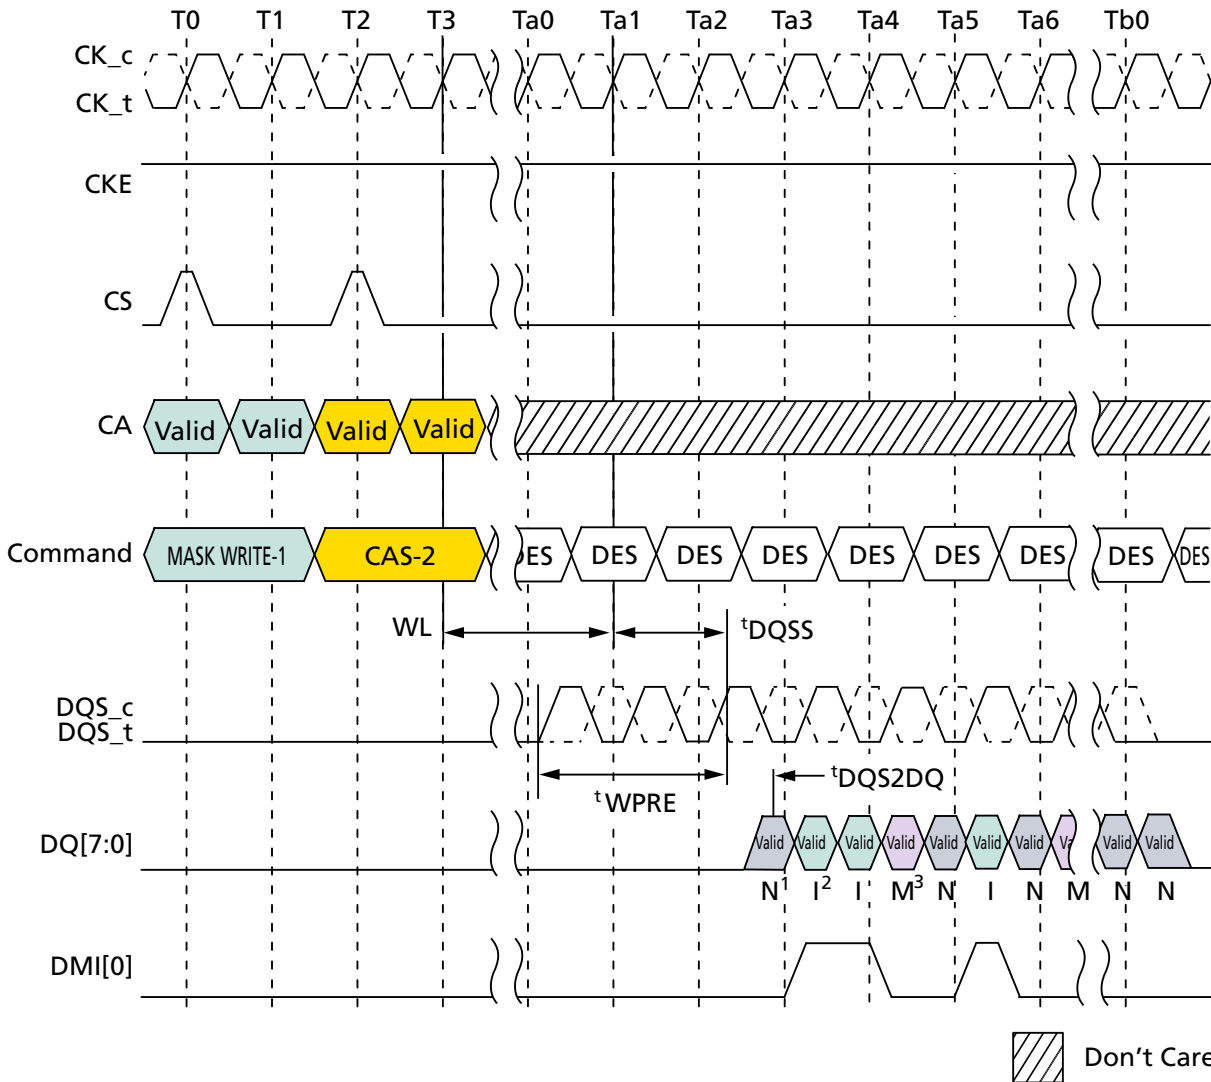 T0 T1 T2 T3 Ta0 Ta1 Ta2 Ta3 Ta4 Ta5 Ta6 Tb0
CK_c
CK_t
CKE
CS
CA Valid Valid Valid Valid
Command MASK WRITE-1 CAS-2 DES DES DES DES DES DES DES DES DES
WL tDQSS
DQS_c
DQS_t
tDQS2DQ
tWPRE
DQ[7:0] Valid Valid Valid Valid Valid Valid Valid Va Valid Valid
N1 I2 I M3 N I N M N N
DMI[0]
Don't Care